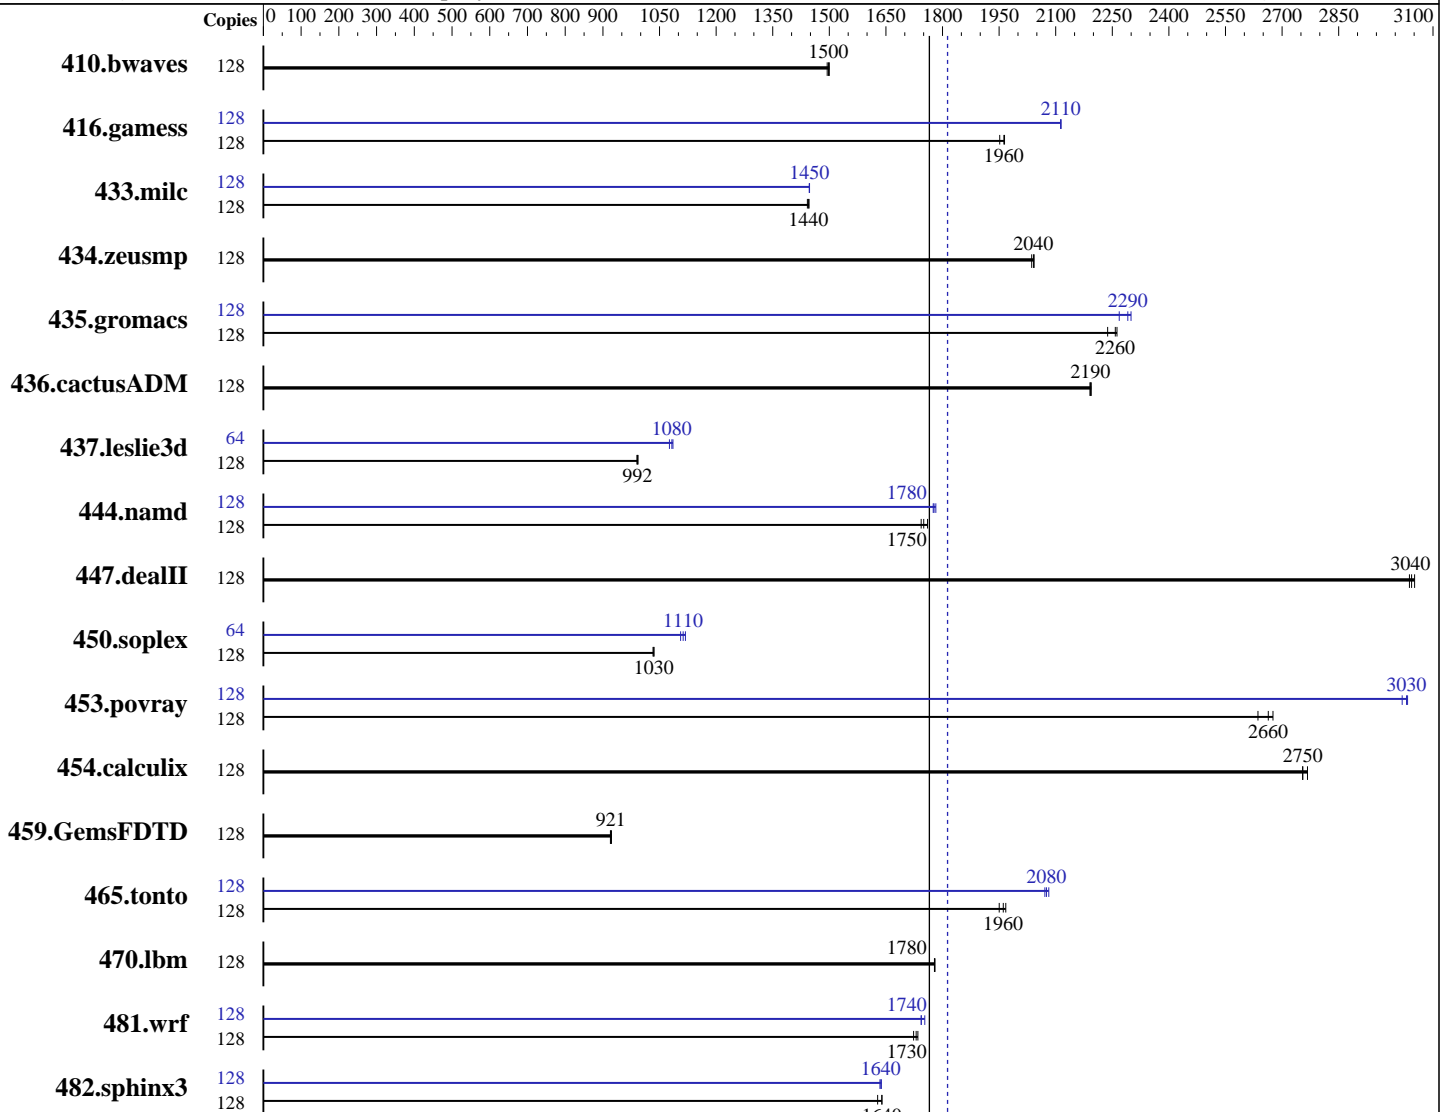 Copies 0 100 200 300 400 500 600 700 800 900 1050 1200 1350 1500 1650 1800 1950 2100 2250 2400 2550 2700 2850 3100
410.bwaves 128 1500
416.gamess 128 2110
128 1960
433.milc 128 1450
128 1440
434.zeusmp 128 2040
435.gromacs 128 2290
128 2260
436.cactusADM 128 2190
437.leslie3d 64 1080
128 992
444.namd 128 1780
128 1750
447.dealII 128 3040
450.soplex 64 1110
128 1030
453.povray 128 3030
128 2660
454.calculix 128 2750
459.GemsFDTD 128 921
465.tonto 128 2080
128 1960
470.lbm 128 1780
481.wrf 128 1740
128 1730
482.sphinx3 128 1640
128